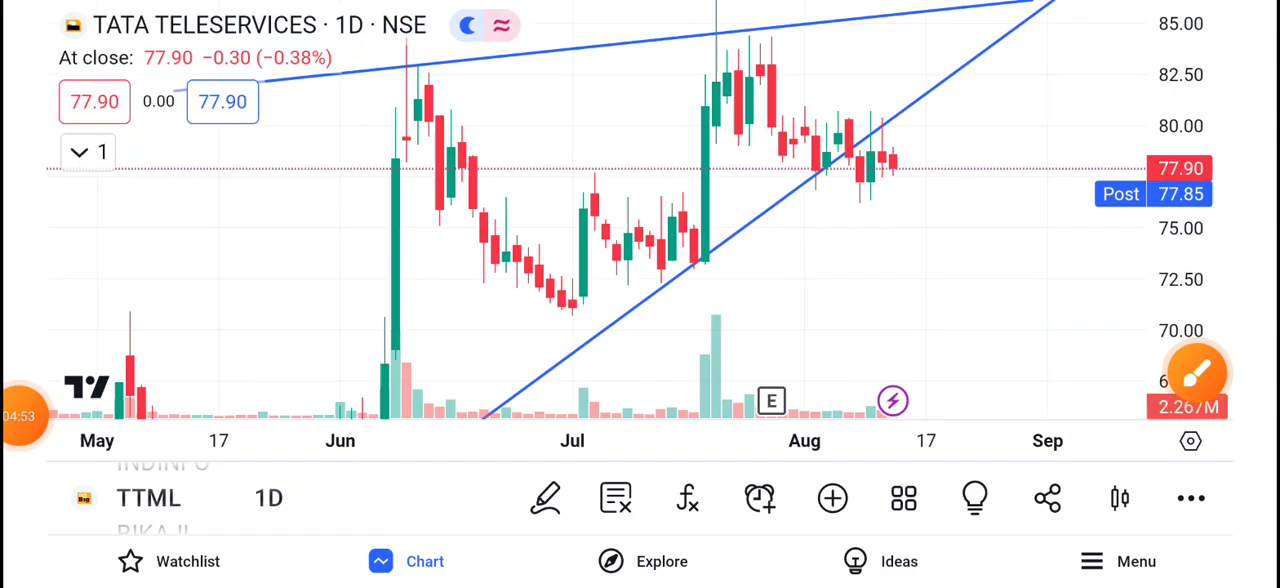 TATA TELESERVICES · 1D · NSE
At close: 77.90 −0.30 (−0.38%)
77.90 0.00 77.90
1
85.00
82.50
80.00
77.90
Post 77.85
75.00
72.50
70.00
2.267M
E
04:53
May 17 Jun Jul Aug 17 Sep
TTML 1D
Watchlist Chart Explore Ideas Menu